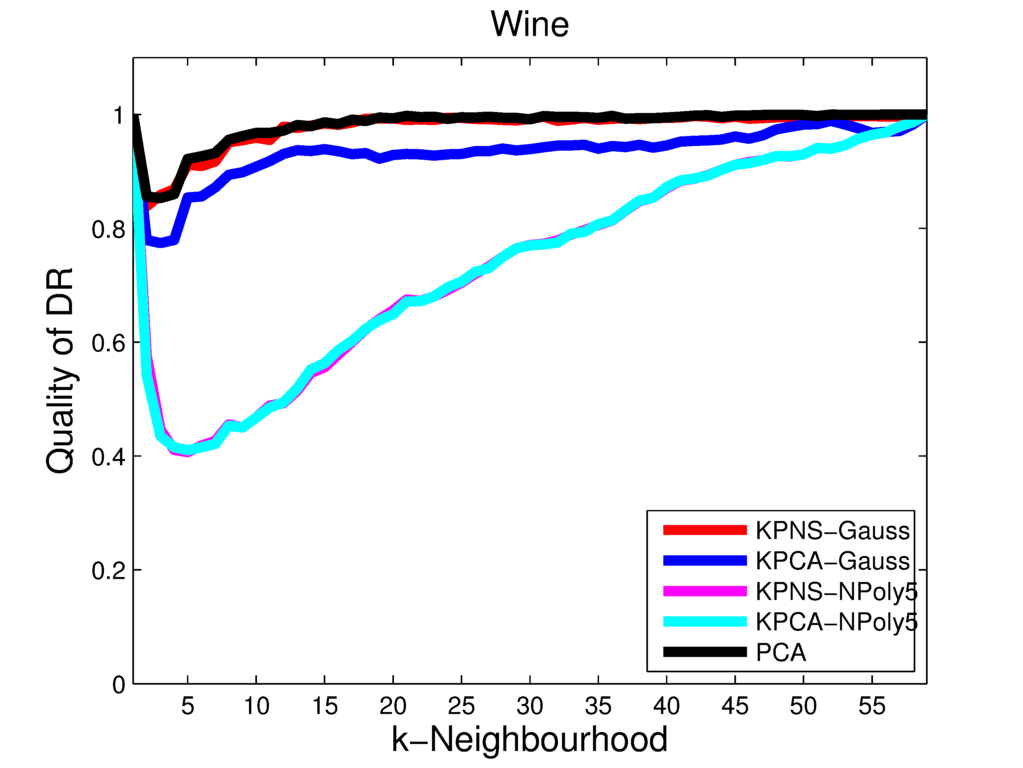 Wine
Quality of DR
1
0.8
0.6
0.4
0.2
0
5 10 15 20 25 30 35 40 45 50 55
k−Neighbourhood
KPNS−Gauss
KPCA−Gauss
KPNS−NPoly5
KPCA−NPoly5
PCA